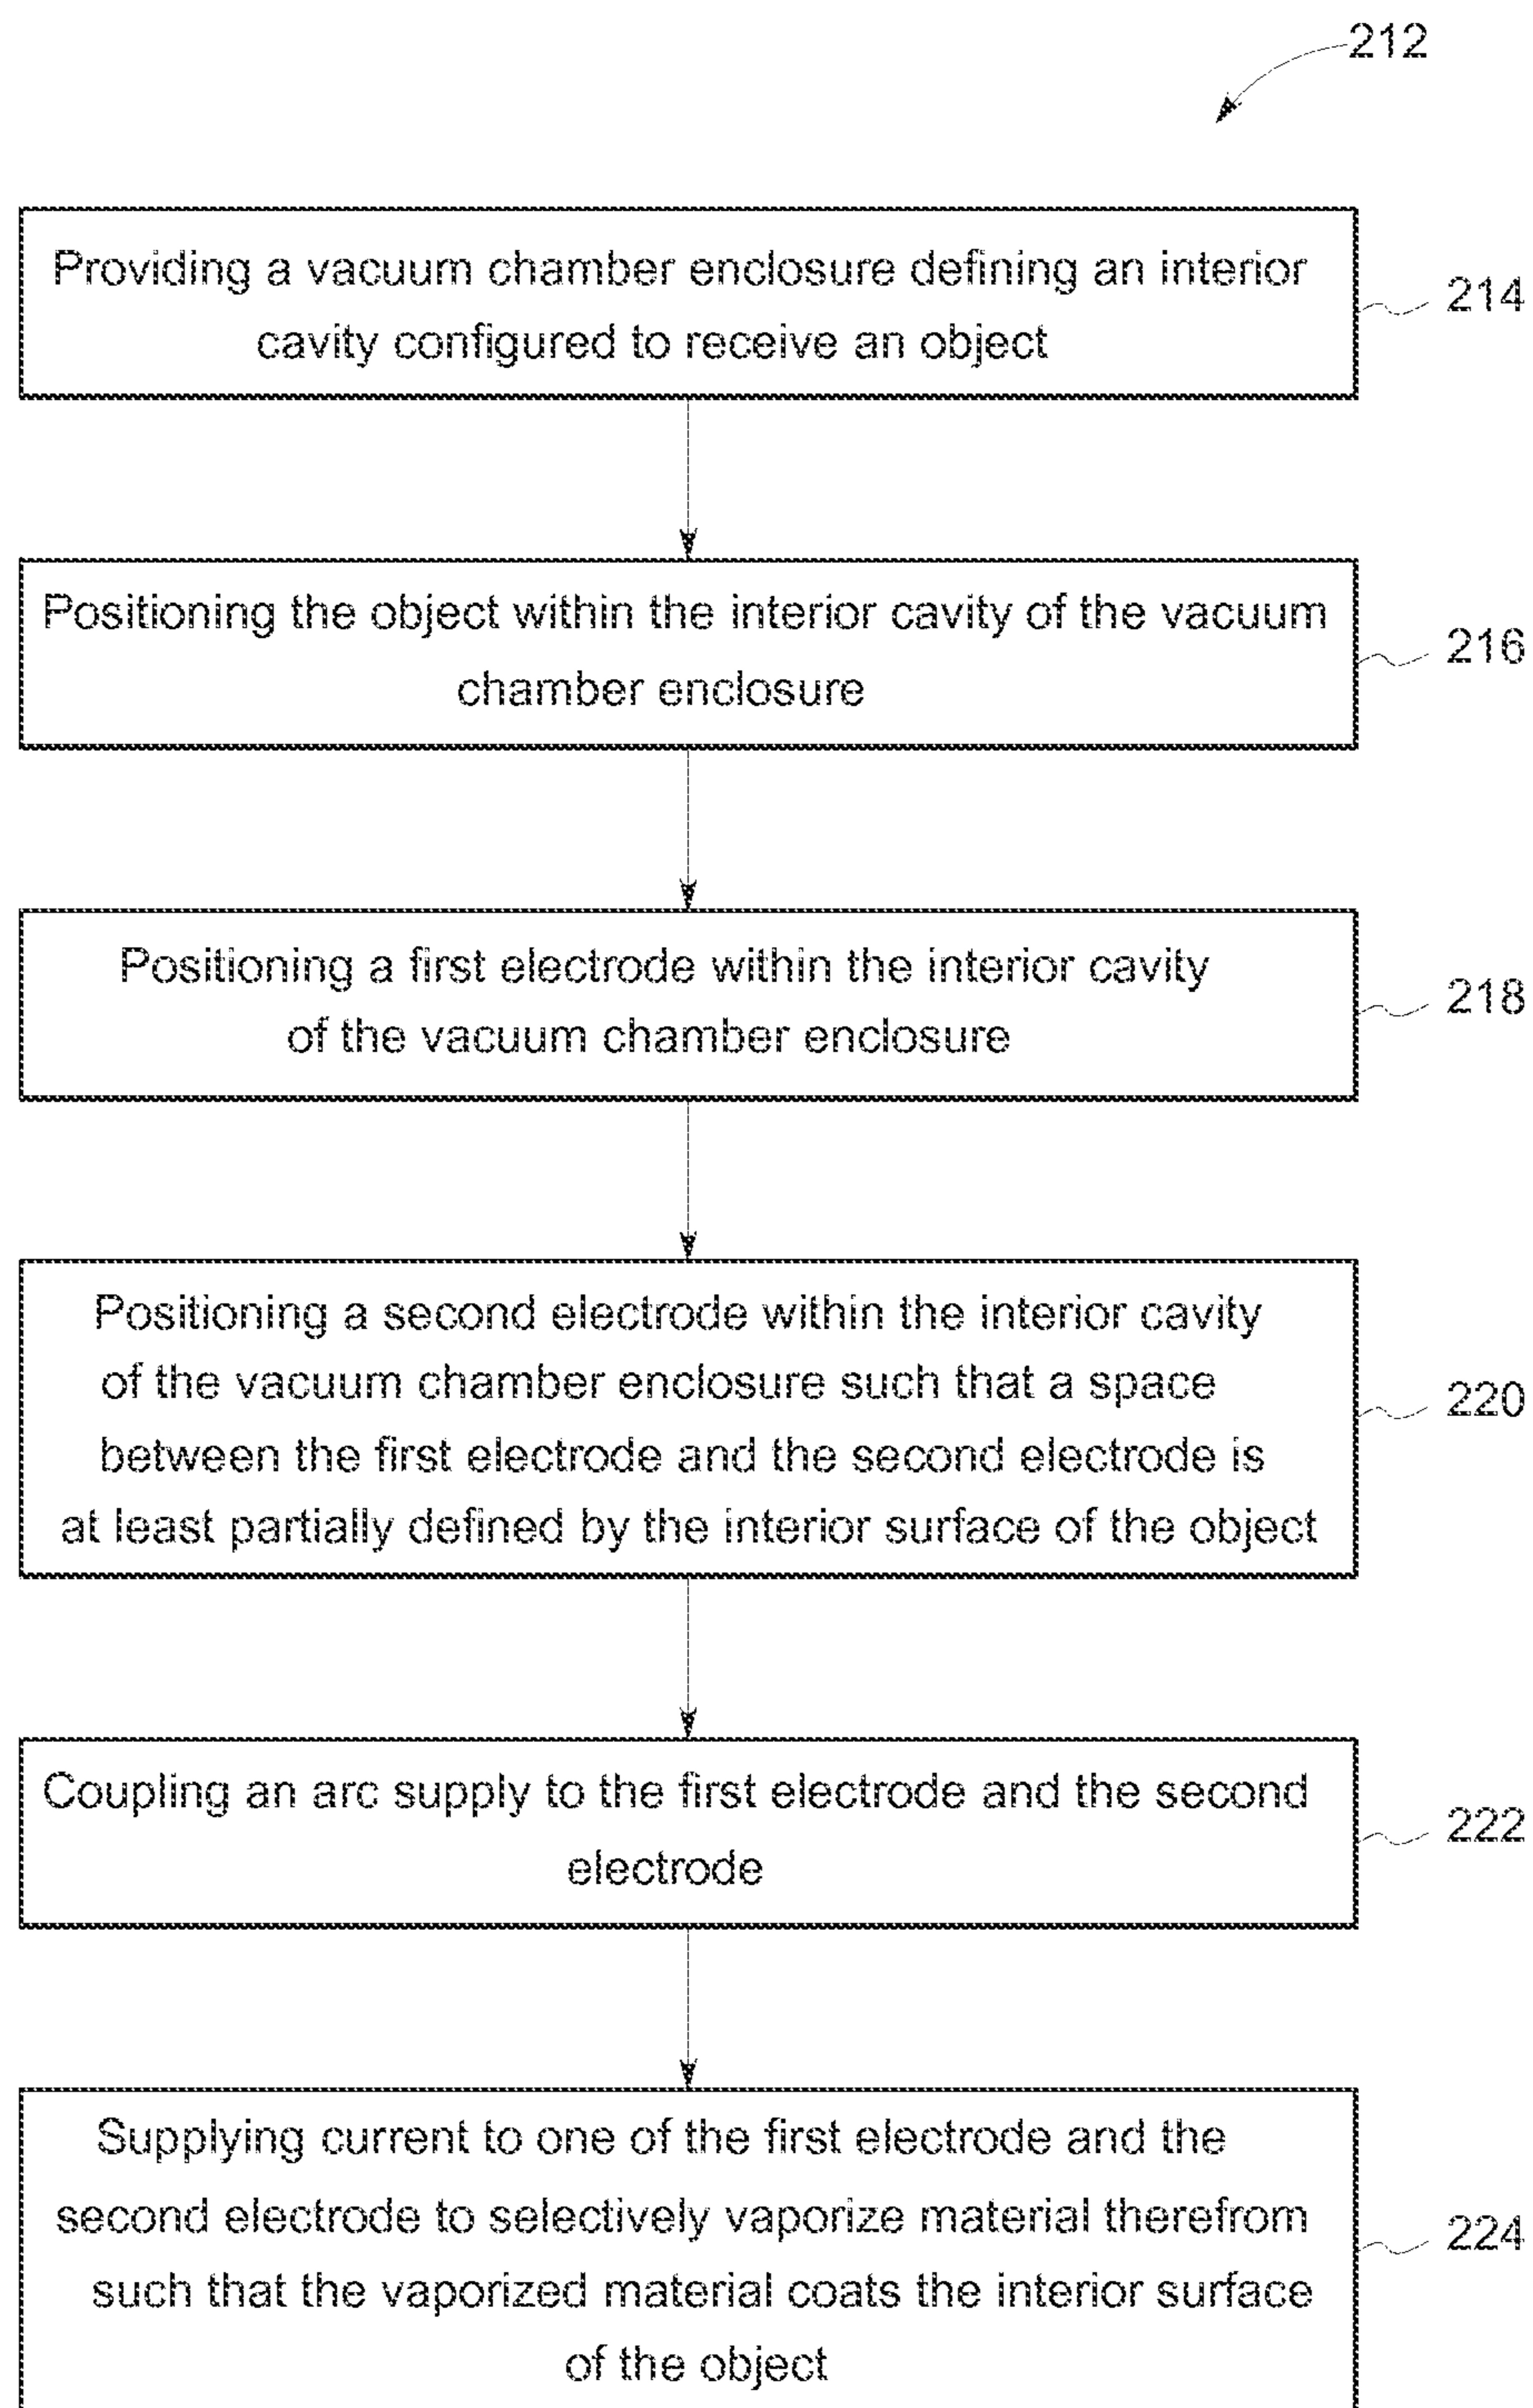 212
Providing a vacuum chamber enclosure defining an interior
cavity configured to receive an object
214
Positioning the object within the interior cavity of the vacuum
chamber enclosure
216
Positioning a first electrode within the interior cavity
of the vacuum chamber enclosure
218
Positioning a second electrode within the interior cavity
of the vacuum chamber enclosure such that a space
between the first electrode and the second electrode is
at least partially defined by the interior surface of the object
220
Coupling an arc supply to the first electrode and the second
electrode
222
Supplying current to one of the first electrode and the
second electrode to selectively vaporize material therefrom
such that the vaporized material coats the interior surface
of the object
224